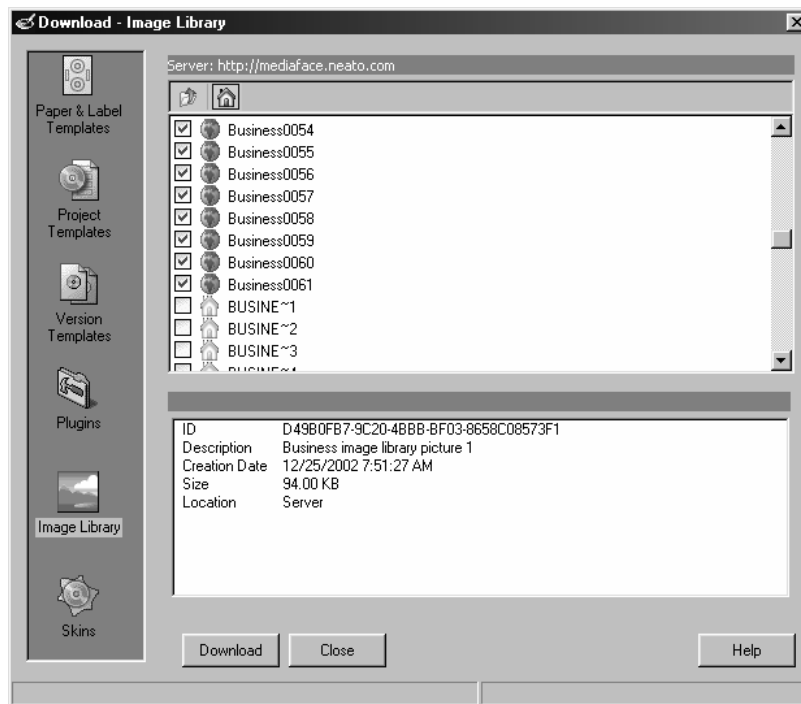 Download - Image Library
Server: http://mediaface.neato.com
Paper & Label
Templates
Project
Templates
Version
Templates
Plugins
Image Library
Skins
Business0054
Business0055
Business0056
Business0057
Business0058
Business0059
Business0060
Business0061
BUSINE~1
BUSINE~2
BUSINE~3
ID D49B0FB7-9C20-4BBB-BF03-8658C08573F1
Description Business image library picture 1
Creation Date 12/25/2002 7:51:27 AM
Size 94.00 KB
Location Server
Download Close Help